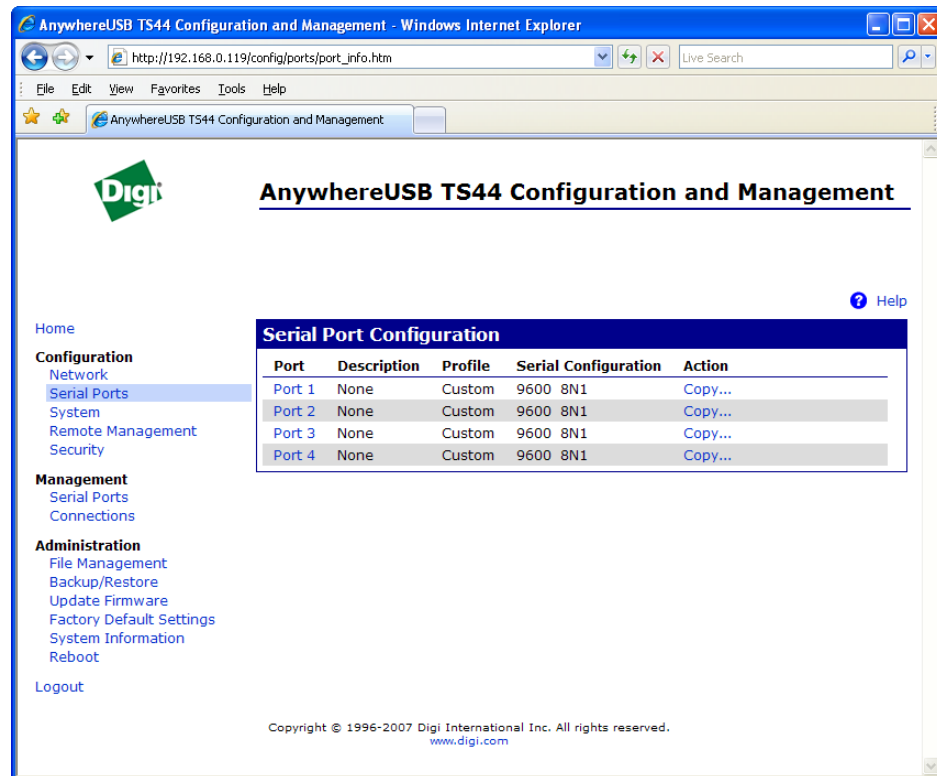 AnywhereUSB TS44 Configuration and Management - Windows Internet Explorer
http://192.168.0.119/config/ports/port_info.htm
Live Search
File Edit View Favorites Tools Help
AnywhereUSB TS44 Configuration and Management
Digi
AnywhereUSB TS44 Configuration and Management
? Help
Home
Configuration
Network
Serial Ports
System
Remote Management
Security
Management
Serial Ports
Connections
Administration
File Management
Backup/Restore
Update Firmware
Factory Default Settings
System Information
Reboot
Logout
Serial Port Configuration
Port Description Profile Serial Configuration Action
Port 1 None Custom 9600 8N1 Copy...
Port 2 None Custom 9600 8N1 Copy...
Port 3 None Custom 9600 8N1 Copy...
Port 4 None Custom 9600 8N1 Copy...
Copyright © 1996-2007 Digi International Inc. All rights reserved.
www.digi.com